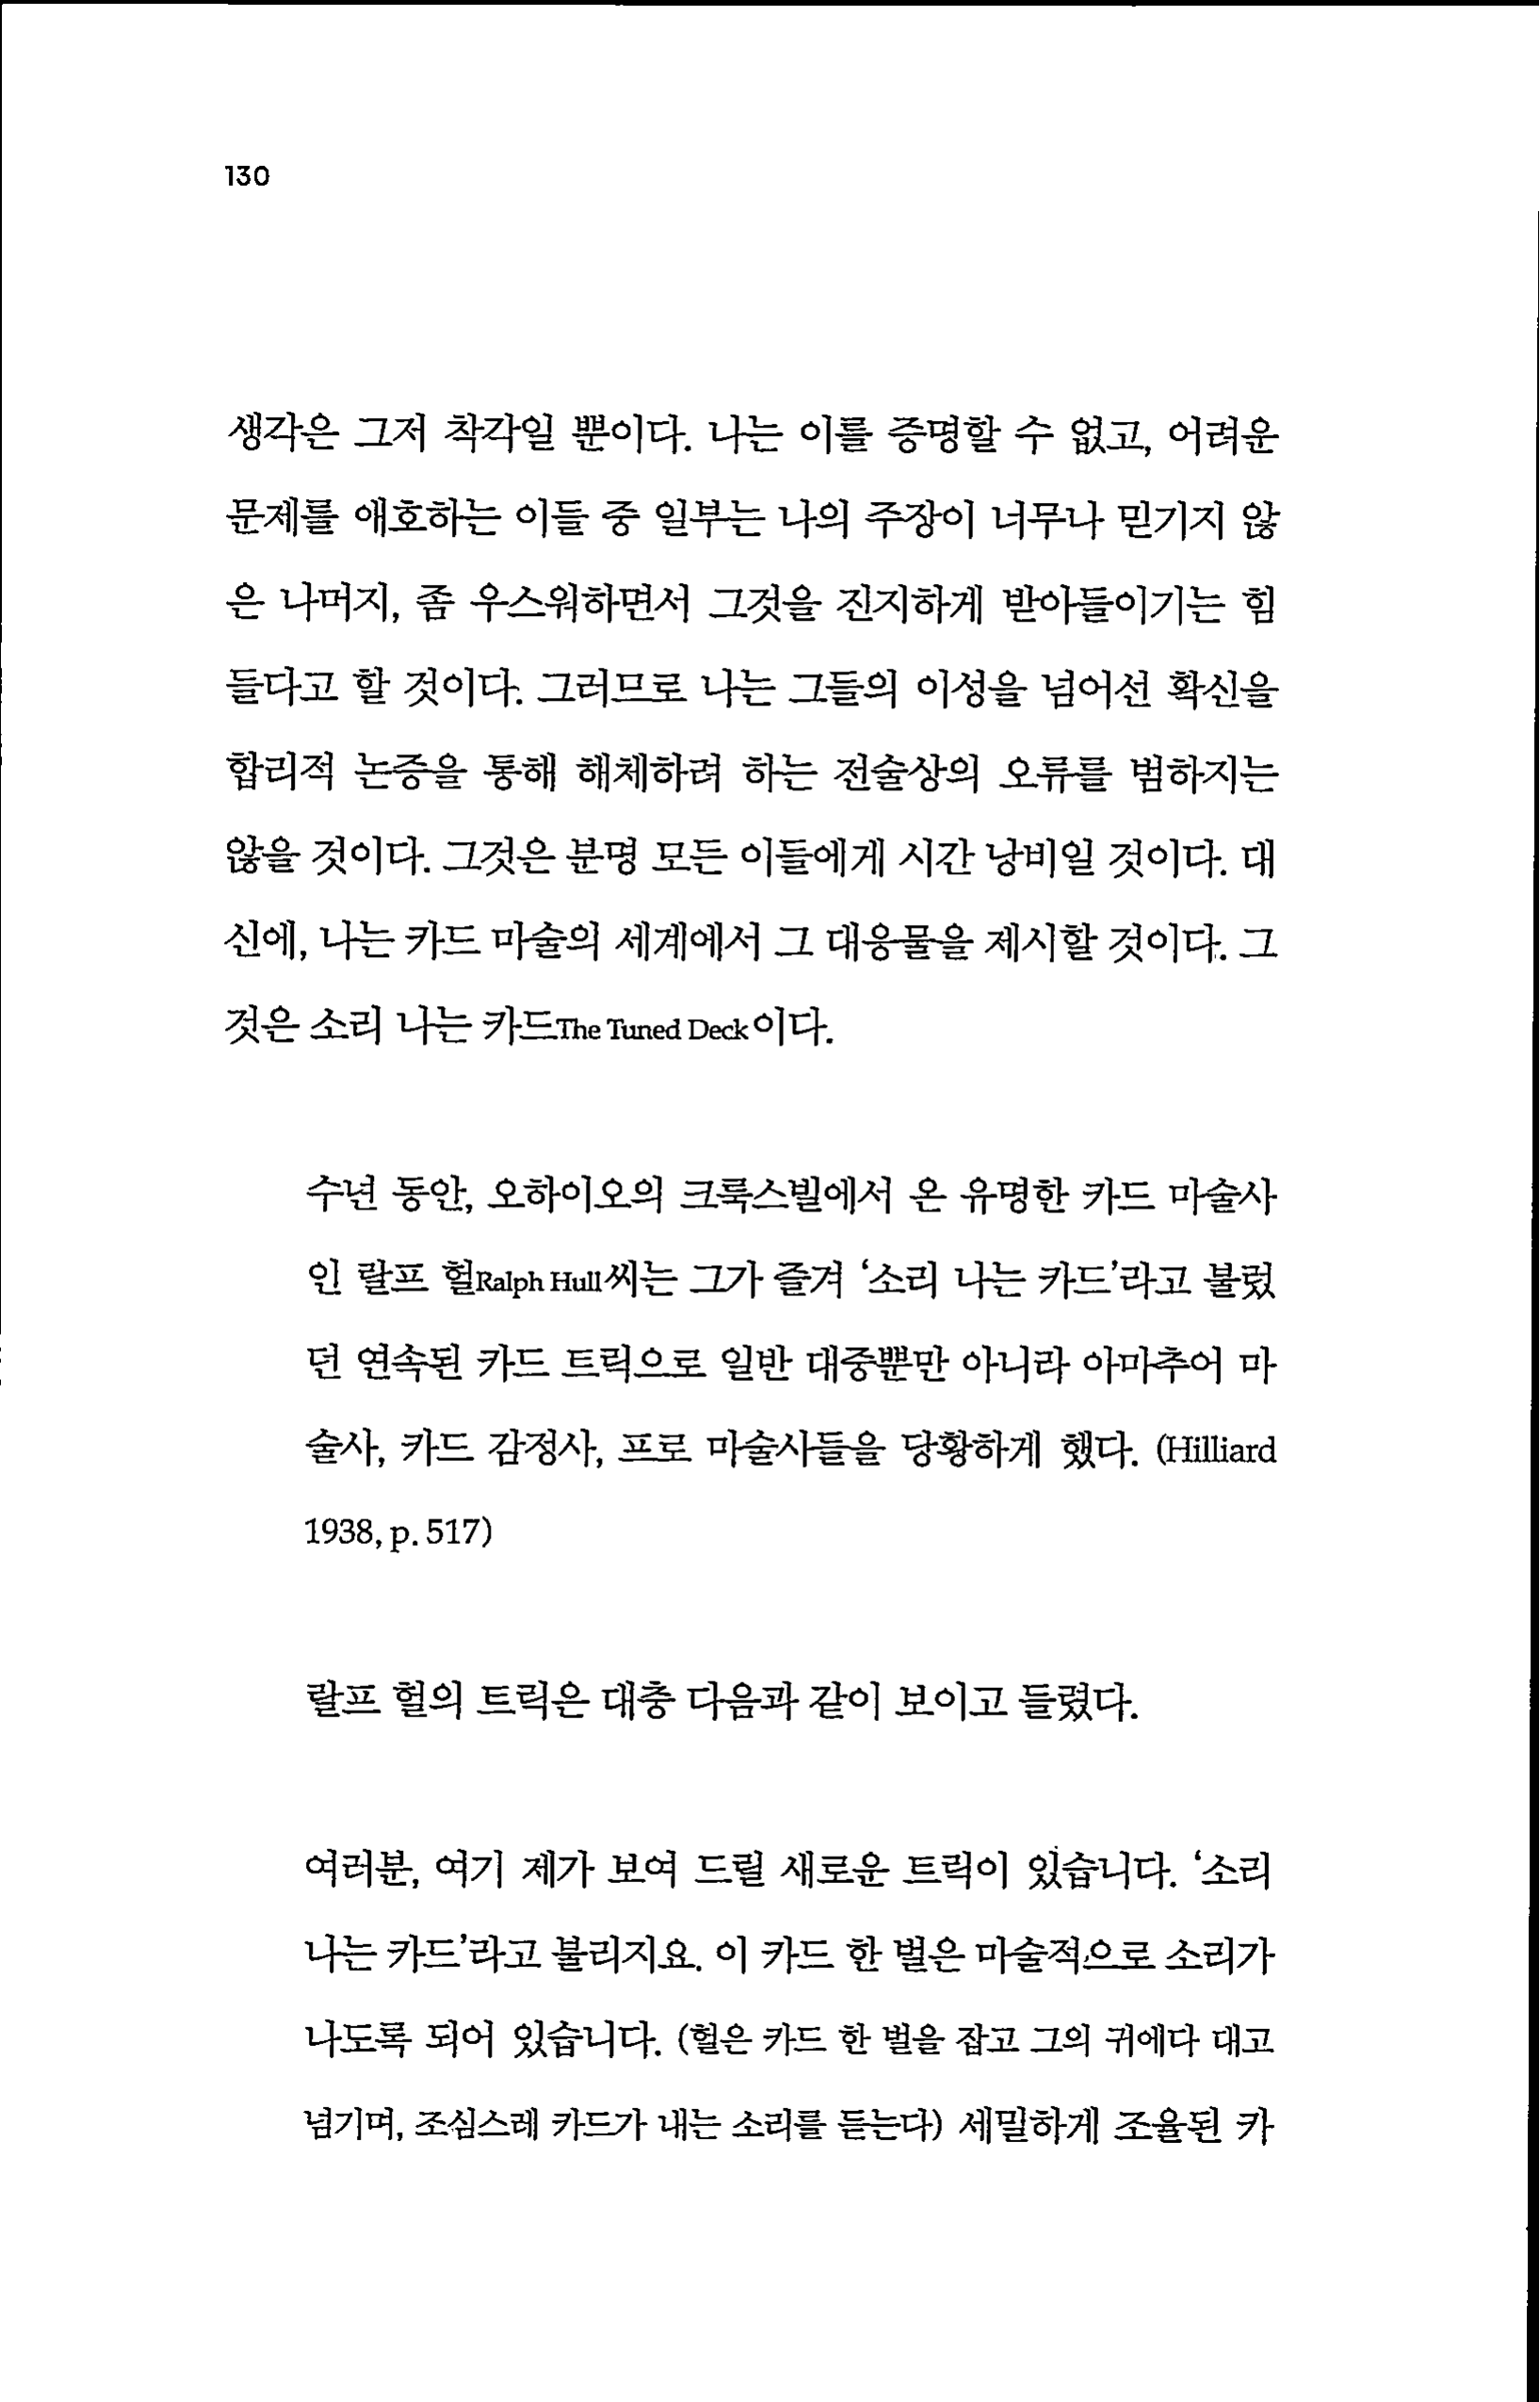 130
생각은 그저 착각일 뿐이다. 나는 이를 증명할 수 없고, 어려운
문제를 애호하는 이들 중 일부는 나의 주장이 너무나 믿기지 않
은 나머지, 좀 우스워하면서 그것을 진지하게 받아들이기는 힘
들다고 할 것이다. 그러므로 나는 그들의 이성을 넘어선 확신을
합리적 논증을 통해 해체하려 하는 전술상의 오류를 범하지는
않을 것이다. 그것은 분명 모든 이들에게 시간 낭비일 것이다. 대
신에, 나는 카드 마술의 세계에서 그 대응물을 제시할 것이다. 그
것은 소리 나는 카드The Tuned Deck이다.
수년 동안, 오하이오의 크룩스빌에서 온 유명한 카드 마술사
인 랄프 헐Ralph Hull씨는 그가 즐겨 ‘소리 나는 카드’라고 불렀
던 연속된 카드 트릭으로 일반 대중뿐만 아니라 아마추어 마
술사, 카드 감정사, 프로 마술사들을 당황하게 했다. (Hilliard
1938, p. 517)
랄프 헐의 트릭은 대충 다음과 같이 보이고 들렸다.
여러분, 여기 제가 보여 드릴 새로운 트릭이 있습니다. ‘소리
나는 카드’라고 불리지요. 이 카드 한 벌은 마술적으로 소리가
나도록 되어 있습니다. (헐은 카드 한 벌을 잡고 그의 귀에다 대고
넘기며, 조심스레 카드가 내는 소리를 듣는다) 세밀하게 조율된 카